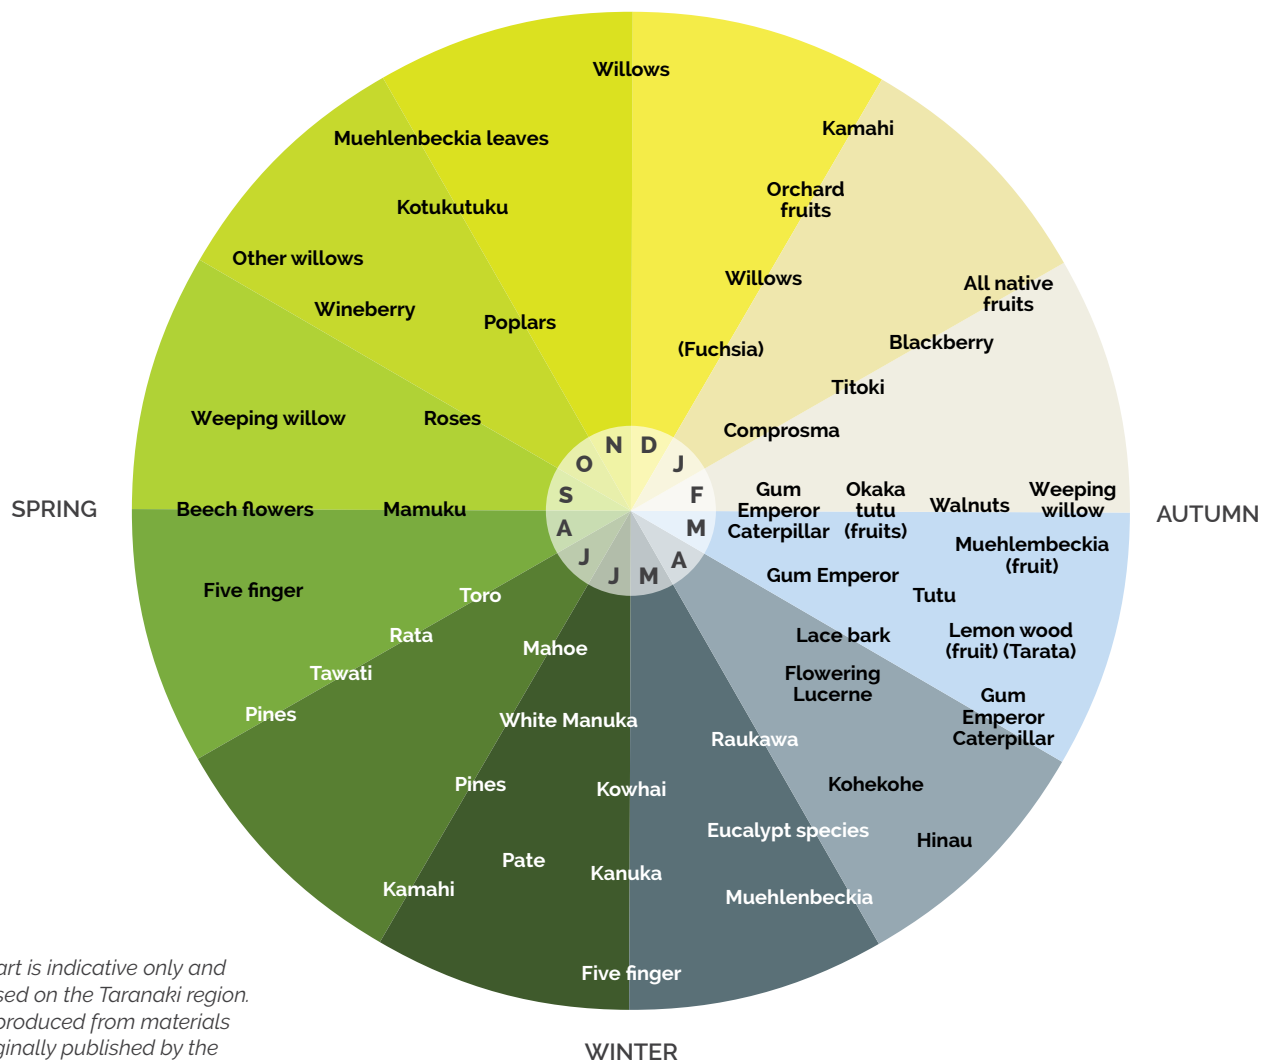 Willows
Kamahi
Muehlenbeckia leaves
Orchard
fruits
Kotukutuku
Other willows
Willows
All native
fruits
Wineberry
Poplars
(Fuchsia)
Blackberry
Titoki
Weeping willow
Roses
Comprosma
N
D
O
J
S
F
A
M
J
A
J
M
SPRING
Beech flowers
Mamuku
Gum
Emperor
Caterpillar
Okaka
tutu
(fruits)
Walnuts
Weeping
willow
AUTUMN
Muehlembeckia
(fruit)
Five finger
Toro
Gum Emperor
Tutu
Rata
Mahoe
Lace bark
Lemon wood
(fruit) (Tarata)
Tawati
Flowering
Lucerne
Pines
White Manuka
Gum
Emperor
Caterpillar
Raukawa
Pines
Kowhai
Kohekohe
Eucalypt species
Hinau
Pate
Kanuka
Kamahi
Muehlenbeckia
Five finger
art is indicative only and
sed on the Taranaki region.
produced from materials
ginally published by the
WINTER